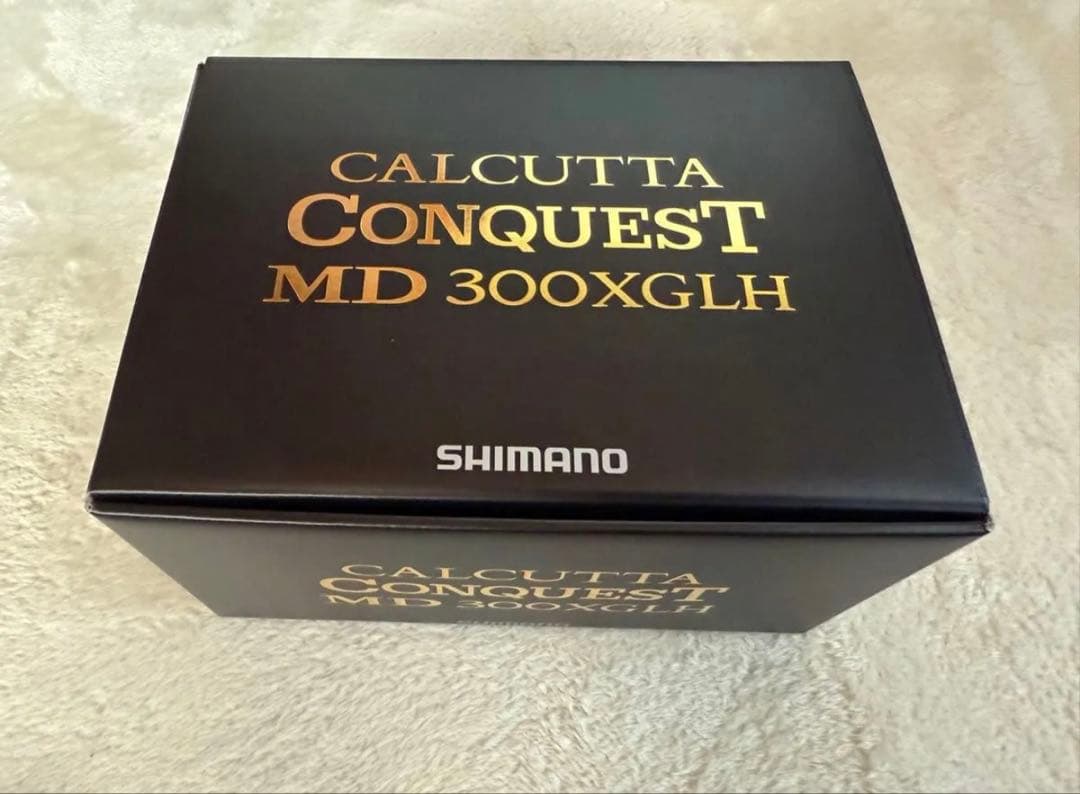 CALCUTTA
CONQUEST
MD 300XGLH
SHIMANO
CALCUTTA
CONQUEST
MD 300XGLH